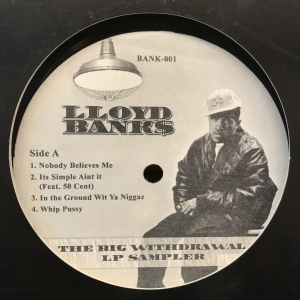 BANK-001
LLOYD
BANK$
Side A
1. Nobody Believes Me
2. Its Simple Aint it
(Feat. 50 Cent)
3. In the Ground Wit Ya Niggaz
4. Whip Pussy
THE BIG WITHDRAWAL
LP SAMPLER